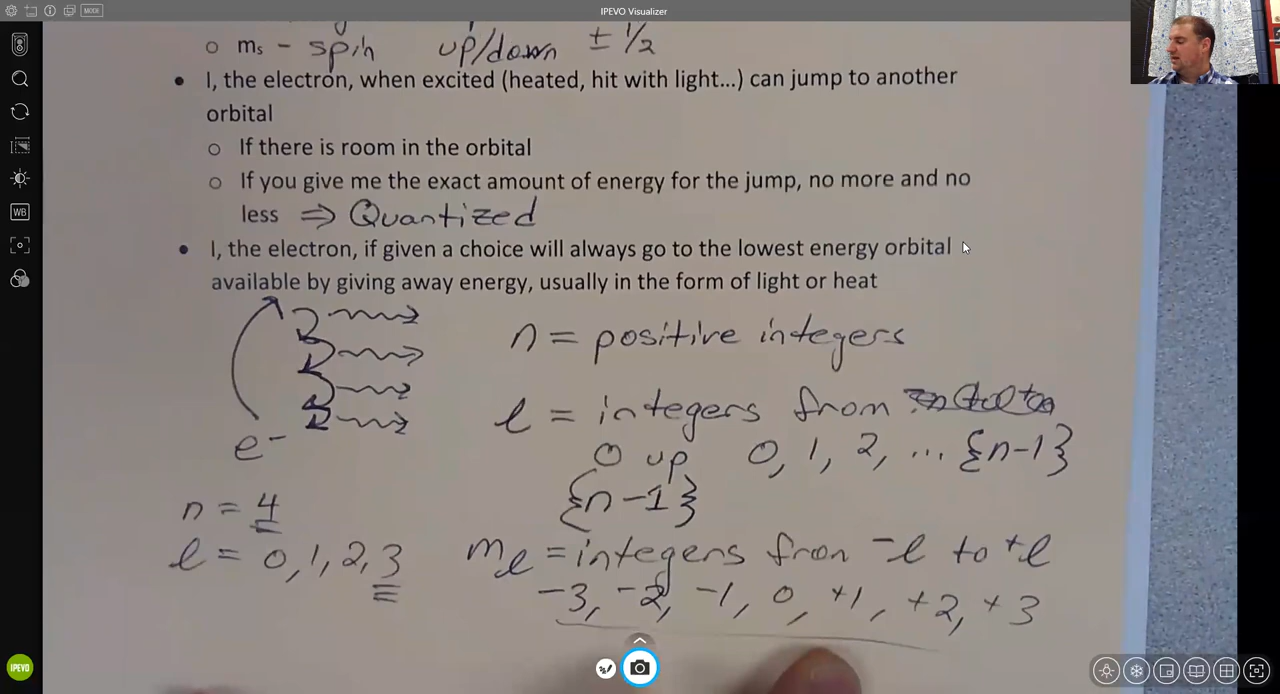 IPEVO Visualizer
MODE
WB
o ms - spin up/down ± 1/2
• I, the electron, when excited (heated, hit with light...) can jump to another
orbital
o If there is room in the orbital
o If you give me the exact amount of energy for the jump, no more and no
less ⇒ Quantized
• I, the electron, if given a choice will always go to the lowest energy orbital
available by giving away energy, usually in the form of light or heat
n = positive integers
l = integers from
0 up 0, 1, 2, ... {n-1}
{n-1}
e-
n = 4
l = 0, 1, 2, 3
ml = integers from -l to +l
-3, -2, -1, 0, +1, +2, +3
IPEVO